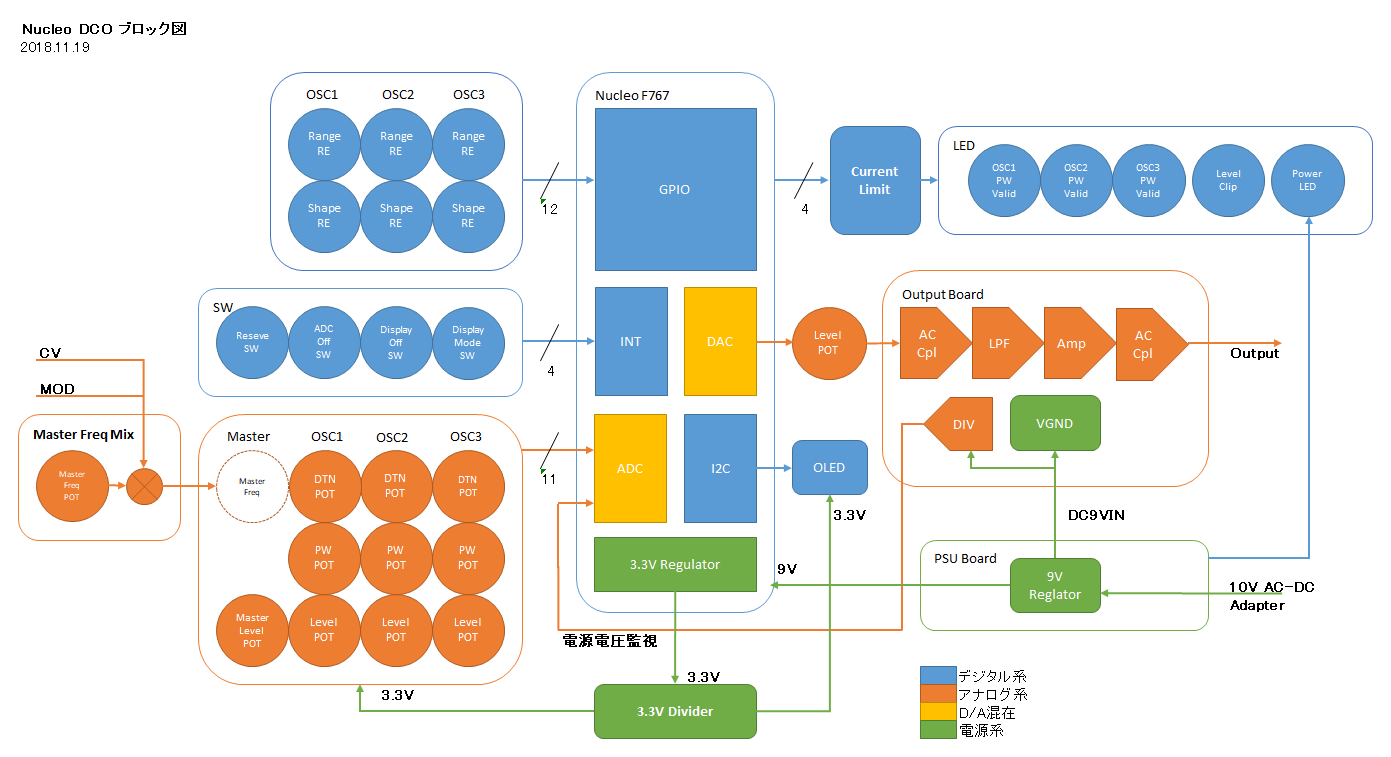 Nucleo DCO ブロック図
2018.11.19
OSC1
OSC2
OSC3
Range
RE
Range
RE
Range
RE
Shape
RE
Shape
RE
Shape
RE
12
Nucleo F767
GPIO
4
Current
Limit
LED
OSC1
PW
Valid
OSC2
PW
Valid
OSC3
PW
Valid
Level
Clip
Power
LED
SW
Reseve
SW
ADC
Off
SW
Display
Off
SW
Display
Mode
SW
4
INT
DAC
Level
POT
Output Board
AC
Cpl
LPF
Amp
AC
Cpl
Output
CV
MOD
Master Freq Mix
Master
Freq
POT
Master
OSC1
OSC2
OSC3
Master
Freq
DTN
POT
DTN
POT
DTN
POT
PW
POT
PW
POT
PW
POT
Master
Level
POT
Level
POT
Level
POT
Level
POT
11
ADC
I2C
OLED
3.3V
DIV
VGND
DC9VIN
3.3V Regulator
9V
PSU Board
9V
Reglator
10V AC-DC
Adapter
電源電圧監視
3.3V
3.3V
3.3V Divider
デジタル系
アナログ系
D/A混在
電源系